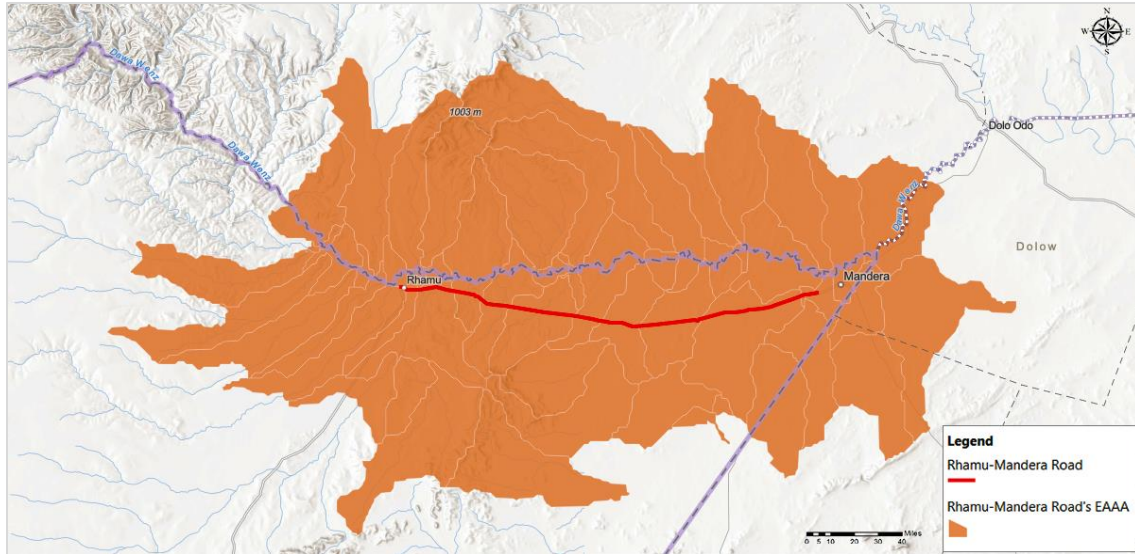 N
W E
S
Dawa Wenz
1003 m
Dolo Odo
Dawa Wenz
Dawa Wenz
Dolow
Rhamu
Mandera
Legend
Rhamu-Mandera Road
Rhamu-Mandera Road's EAAA
Miles
0 5 10 20 30 40